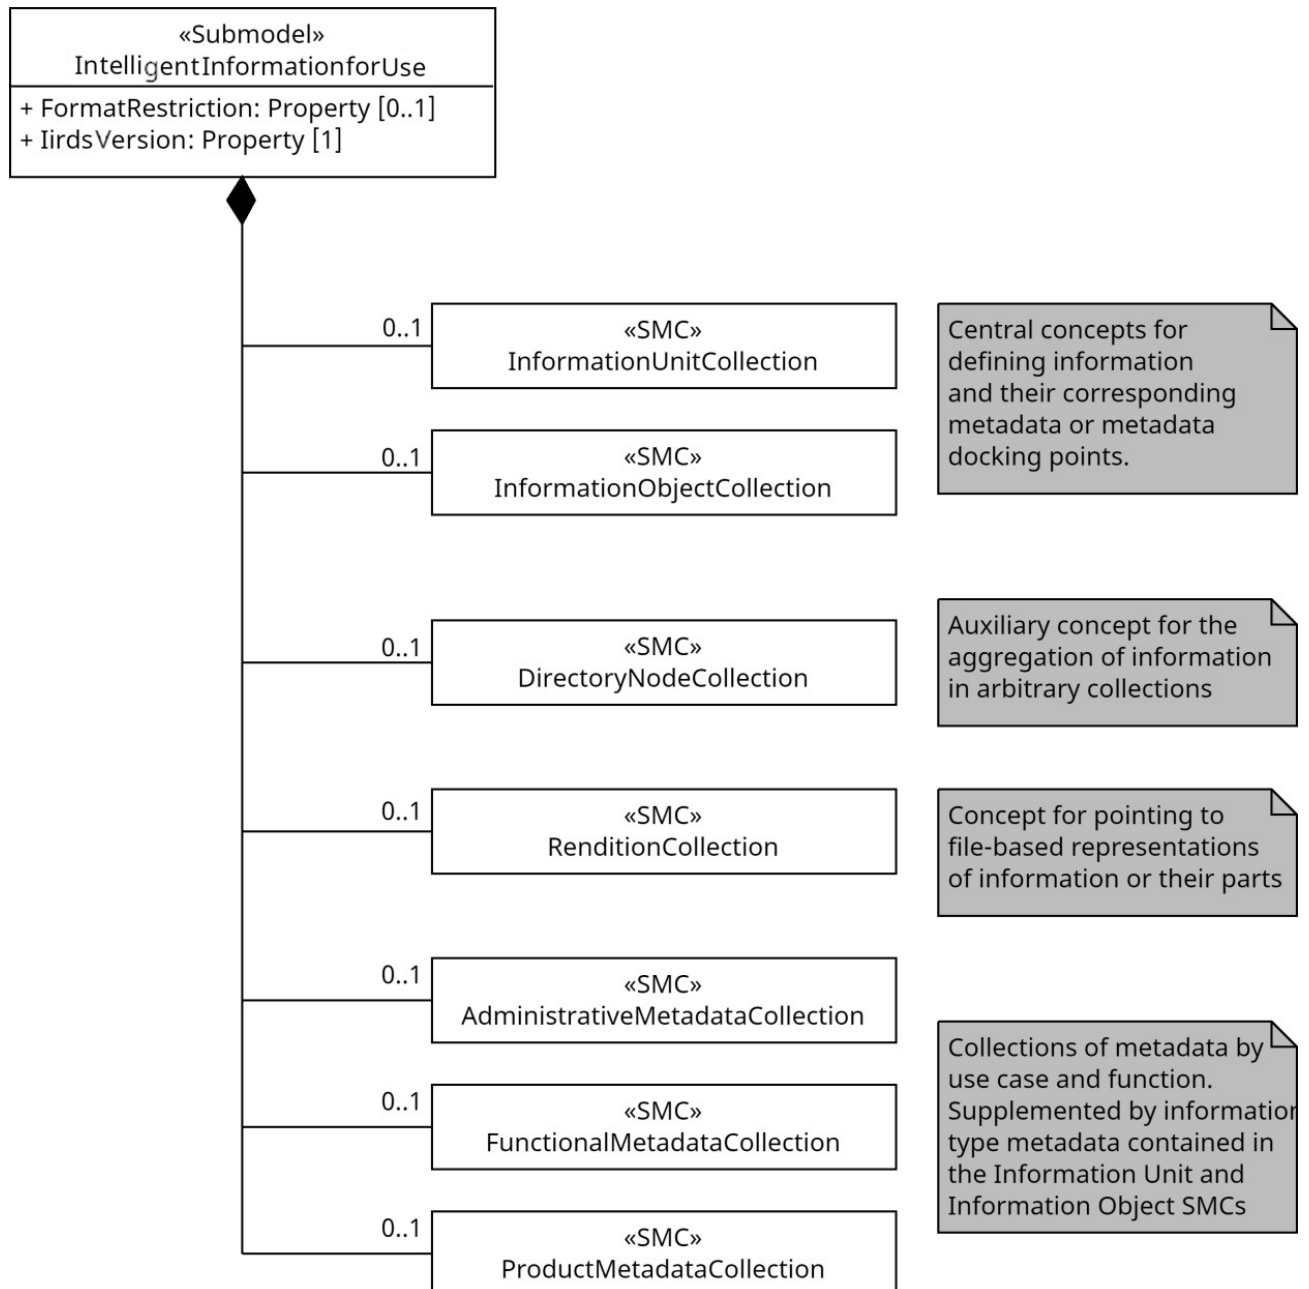 «Submodel»
IntelligentInformationforUse
+ FormatRestriction: Property [0..1]
+ IirdsVersion: Property [1]
0..1
«SMC»
InformationUnitCollection
Central concepts for
defining information
and their corresponding
metadata or metadata
docking points.
0..1
«SMC»
InformationObjectCollection
0..1
«SMC»
DirectoryNodeCollection
Auxiliary concept for the
aggregation of information
in arbitrary collections
0..1
«SMC»
RenditionCollection
Concept for pointing to
file-based representations
of information or their parts
0..1
«SMC»
AdministrativeMetadataCollection
Collections of metadata by
use case and function.
Supplemented by information
type metadata contained in
the Information Unit and
Information Object SMCs
0..1
«SMC»
FunctionalMetadataCollection
0..1
«SMC»
ProductMetadataCollection